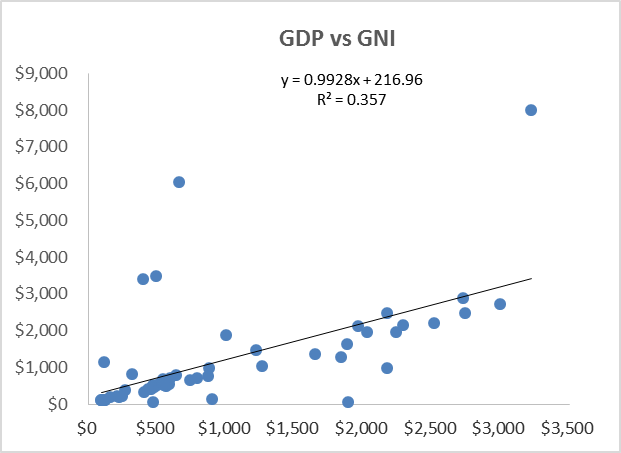 GDP vs GNI
y = 0.9928x + 216.96
R² = 0.357
$9,000
$8,000
$7,000
$6,000
$5,000
$4,000
$3,000
$2,000
$1,000
$0
$0 $500 $1,000 $1,500 $2,000 $2,500 $3,000 $3,500